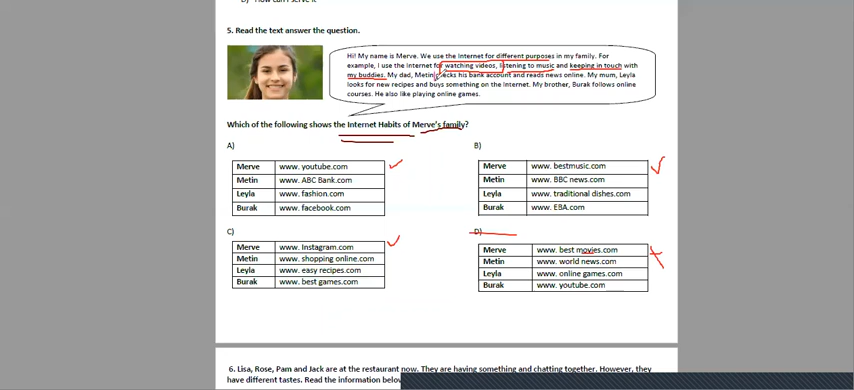 D) How can I serve it
5. Read the text answer the question.
Hi! My name is Merve. We use the Internet for different purposes in my family. For
example, I use the Internet for watching videos, listening to music and keeping in touch with
my buddies. My dad, Metin checks his bank account and reads news online. My mum, Leyla
looks for new recipes and buys something on the Internet. My brother, Burak follows online
courses. He also like playing online games.
Which of the following shows the Internet Habits of Merve's family?
A)
Merve www. youtube.com
Metin www. ABC Bank.com
Leyla www. fashion.com
Burak www. facebook.com
B)
Merve www. bestmusic.com
Metin www. BBC news.com
Leyla www. traditional dishes.com
Burak www. EBA.com
C)
Merve www. Instagram.com
Metin www. shopping online.com
Leyla www. easy recipes.com
Burak www. best games.com
D)
Merve www. best movies.com
Metin www. world news.com
Leyla www. online games.com
Burak www. youtube.com
6. Lisa, Rose, Pam and Jack are at the restaurant now. They are having something and chatting together. However, they
have different tastes. Read the information below